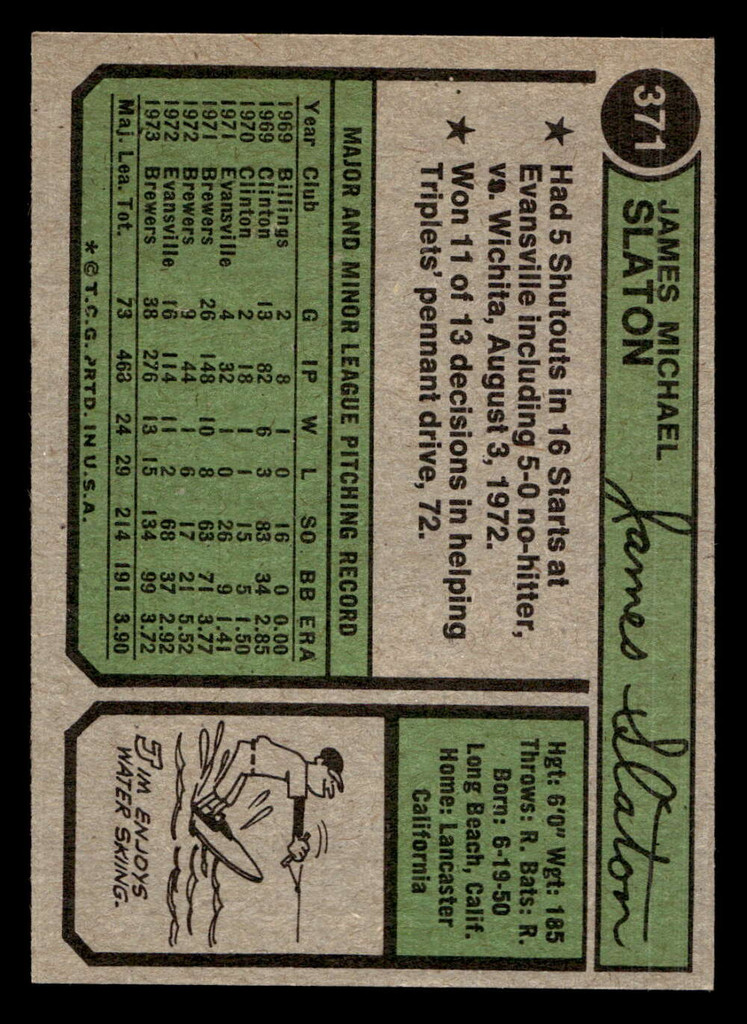 371
JAMES MICHAEL
SLATON
James Slaton
★ Had 5 Shutouts in 16 Starts at
Evansville including 5-0 no-hitter,
vs. Wichita, August 3, 1972.
★ Won 11 of 13 decisions in helping
Triplets' pennant drive, 72.
Hgt: 6'0" Wgt: 185
Throws: R. Bats: R.
Born: 6-19-50
Long Beach, Calif.
Home: Lancaster
California
MAJOR AND MINOR LEAGUE PITCHING RECORD
Year Club G IP W L SO BB ERA
1969 Billings 2 8 1 0 16 0 0.00
1969 Clinton 13 82 6 3 83 34 2.85
1970 Clinton 2 18 1 1 15 5 1.50
1971 Evansville 4 32 1 0 26 9 1.41
1971 Brewers 26 148 10 8 63 71 3.77
1972 Brewers 9 44 1 6 17 21 5.52
1972 Evansville 16 114 11 2 68 37 2.92
1973 Brewers 38 276 13 15 134 99 3.72
Maj. Lea. Tot. 73 463 24 29 214 191 3.90
* © T.C.G. PRTD. IN U.S.A.
JIM ENJOYS
WATER SKIING.